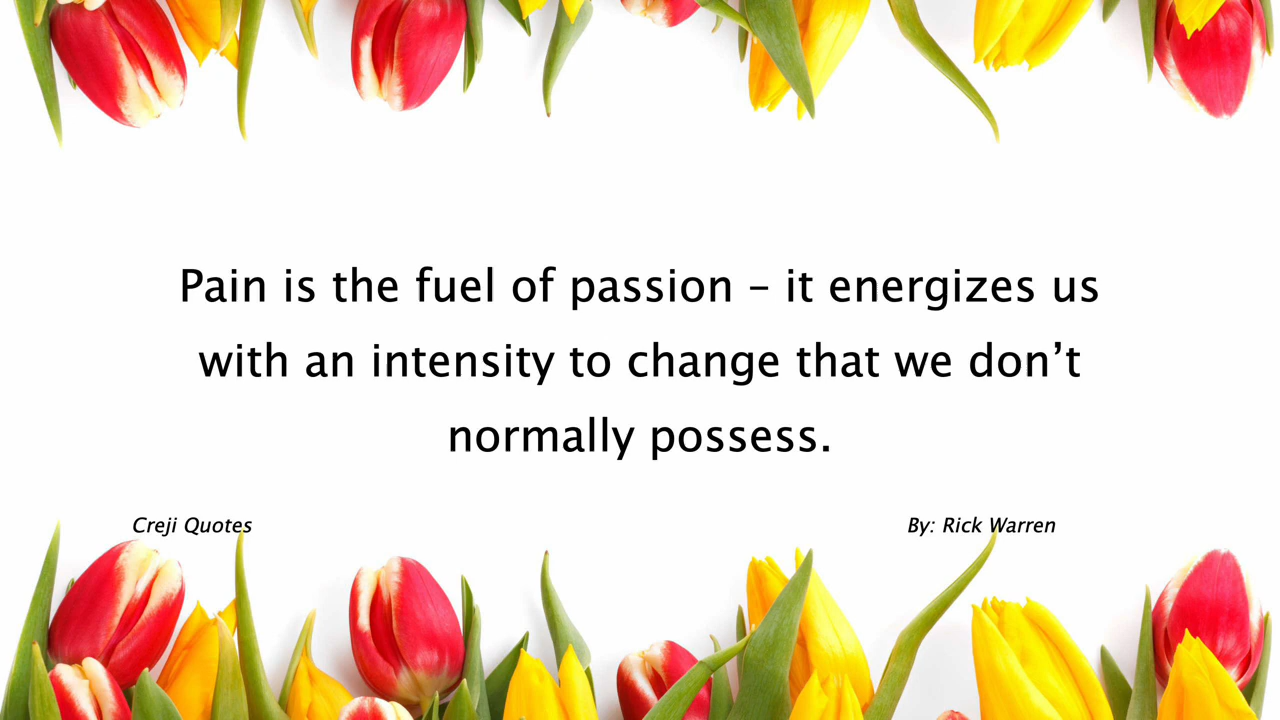 Pain is the fuel of passion – it energizes us
with an intensity to change that we don’t
normally possess.
Creji Quotes
By: Rick Warren